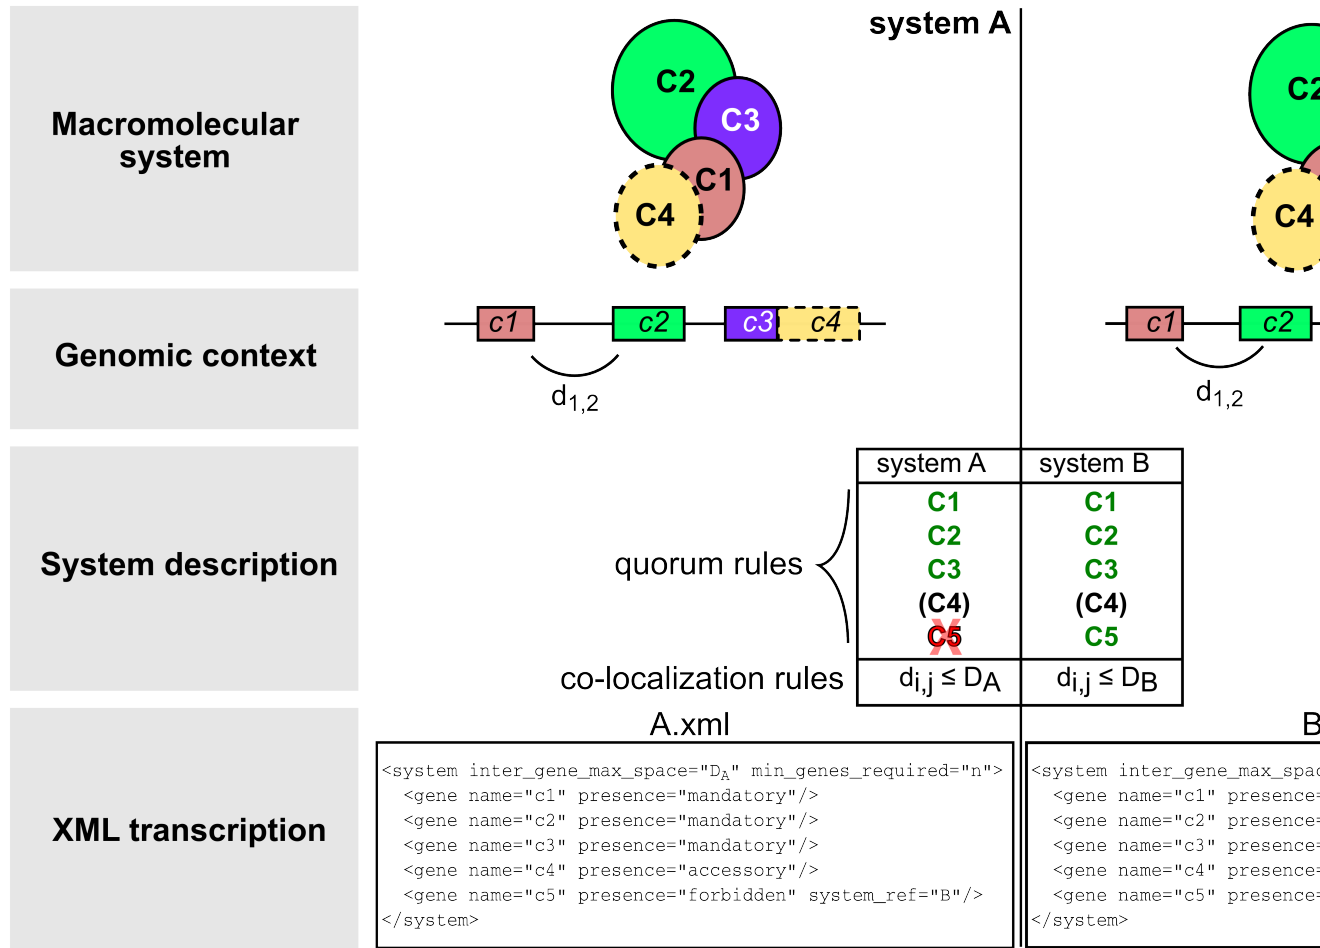 system A
Macromolecular
system
C2
C3
C1
C4
C4
Genomic context
c1
c2
c3
c4
d1,2
c1
c2
d1,2
System description
quorum rules
co-localization rules
system A
system B
C1
C1
C2
C2
C3
C3
(C4)
(C4)
C5
C5
di,j ≤ DA
di,j ≤ DB
XML transcription
A.xml
<system inter_gene_max_space="DA" min_genes_required="n">
<gene name="c1" presence="mandatory"/>
<gene name="c2" presence="mandatory"/>
<gene name="c3" presence="mandatory"/>
<gene name="c4" presence="accessory"/>
<gene name="c5" presence="forbidden" system_ref="B"/>
</system>
B
<system
<gene name="c1" presence=
<gene name="c2" presence=
<gene name="c3" presence=
<gene name="c4" presence=
<gene name="c5" presence=
</system>